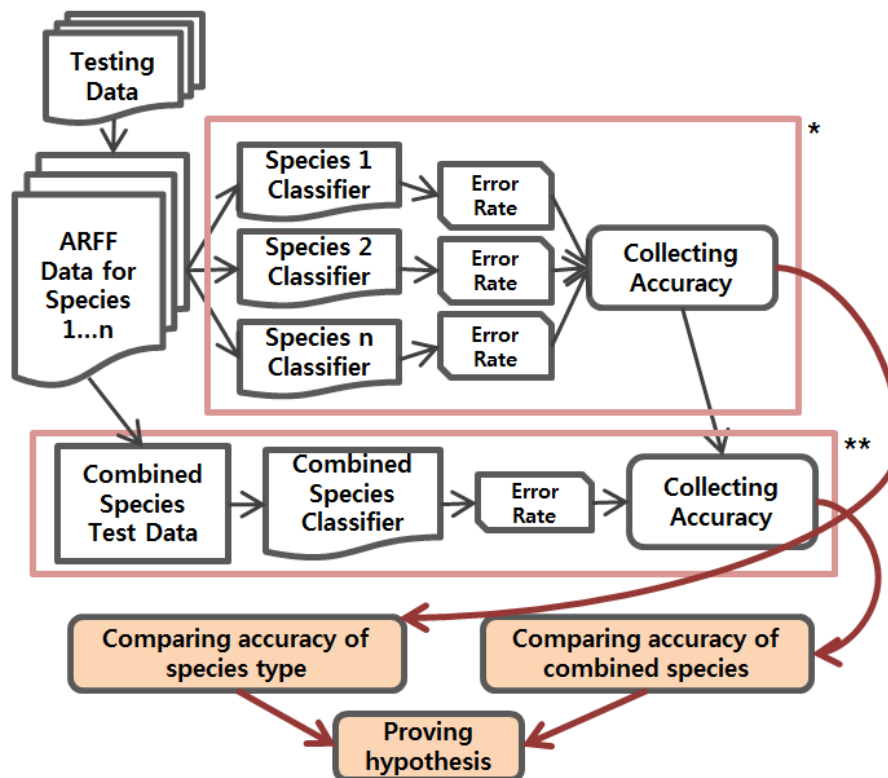 Testing
Data
*
Species 1
Classifier
Error
Rate
ARFF
Data for
Species
1...n
Species 2
Classifier
Error
Rate
Collecting
Accuracy
Species n
Classifier
Error
Rate
**
Combined
Species
Test Data
Combined
Species
Classifier
Error
Rate
Collecting
Accuracy
Comparing accuracy of
species type
Comparing accuracy of
combined species
Proving
hypothesis